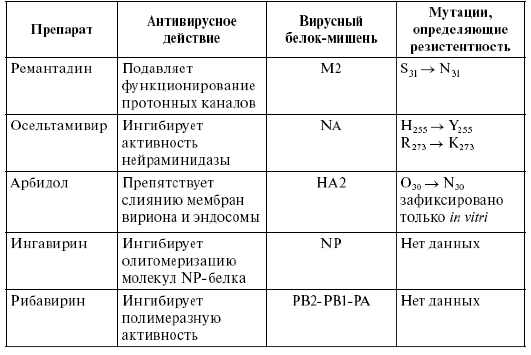 Препарат
Антивирусное
действие
Вирусный
белок-мишень
Мутации,
определяющие
резистентность
Ремантадин
Подавляет
функционирование
протонных каналов
M2
S31 → N31
Осельтамивир
Ингибирует
активность
нейраминидазы
NA
H255 → Y255
R273 → K273
Арбидол
Препятствует
слиянию мембран
вириона и эндосомы
HA2
O30 → N30
зафиксировано
только in vitri
Ингавирин
Ингибирует
олигомеризацию
молекул NP-белка
NP
Нет данных
Рибавирин
Ингибирует
полимеразную
активность
PB2-PB1-PA
Нет данных